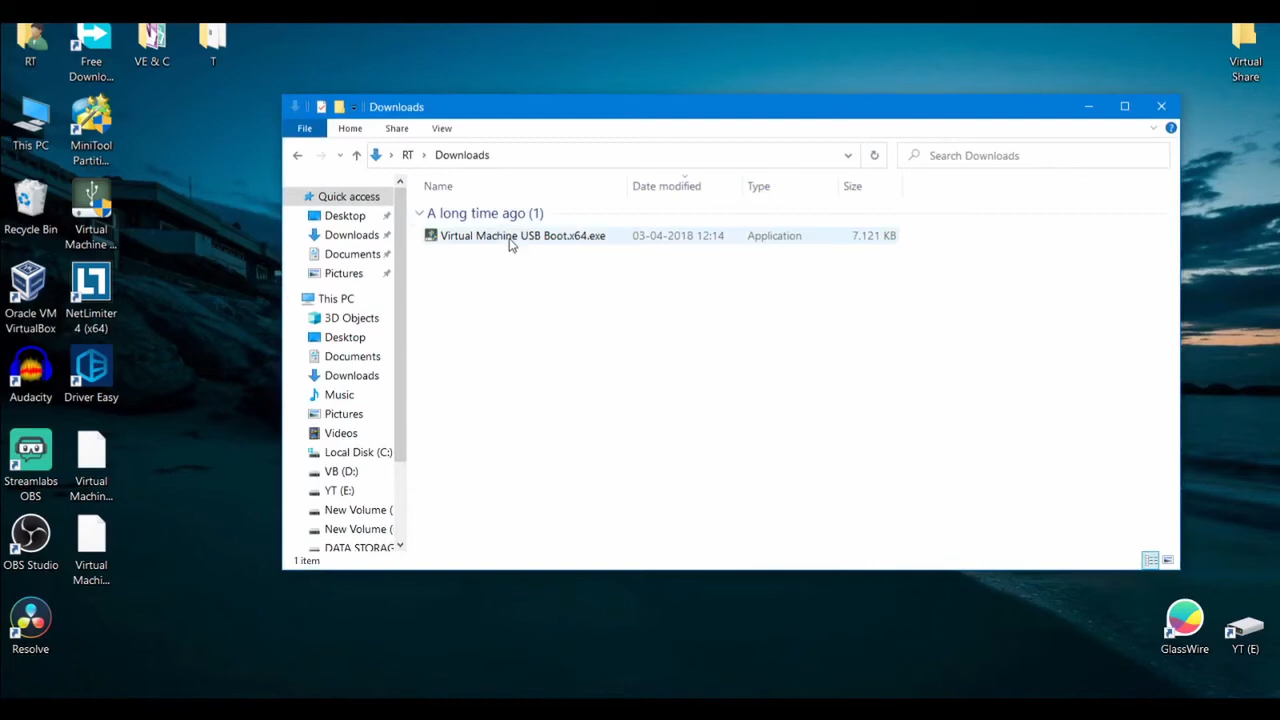 RT
Free
Downlo...
VE & C
T
Virtual
Share
This PC
MiniTool
Partiti...
Recycle Bin
Virtual
Machine ...
Oracle VM
VirtualBox
NetLimiter
4 (x64)
Audacity
Driver Easy
Streamlabs
OBS
Virtual
Machin...
OBS Studio
Virtual
Machi...
Resolve
GlassWire
YT (E)
Downloads
File
Home
Share
View
RT
Downloads
Search Downloads
Quick access
Desktop
Downloads
Documents
Pictures
This PC
3D Objects
Desktop
Documents
Downloads
Music
Pictures
Videos
Local Disk (C:)
VB (D:)
YT (E:)
New Volume (
New Volume (
DATA STORAG
Name
Date modified
Type
Size
A long time ago (1)
Virtual Machine USB Boot.x64.exe
03-04-2018 12:14
Application
7.121 KB
1 item